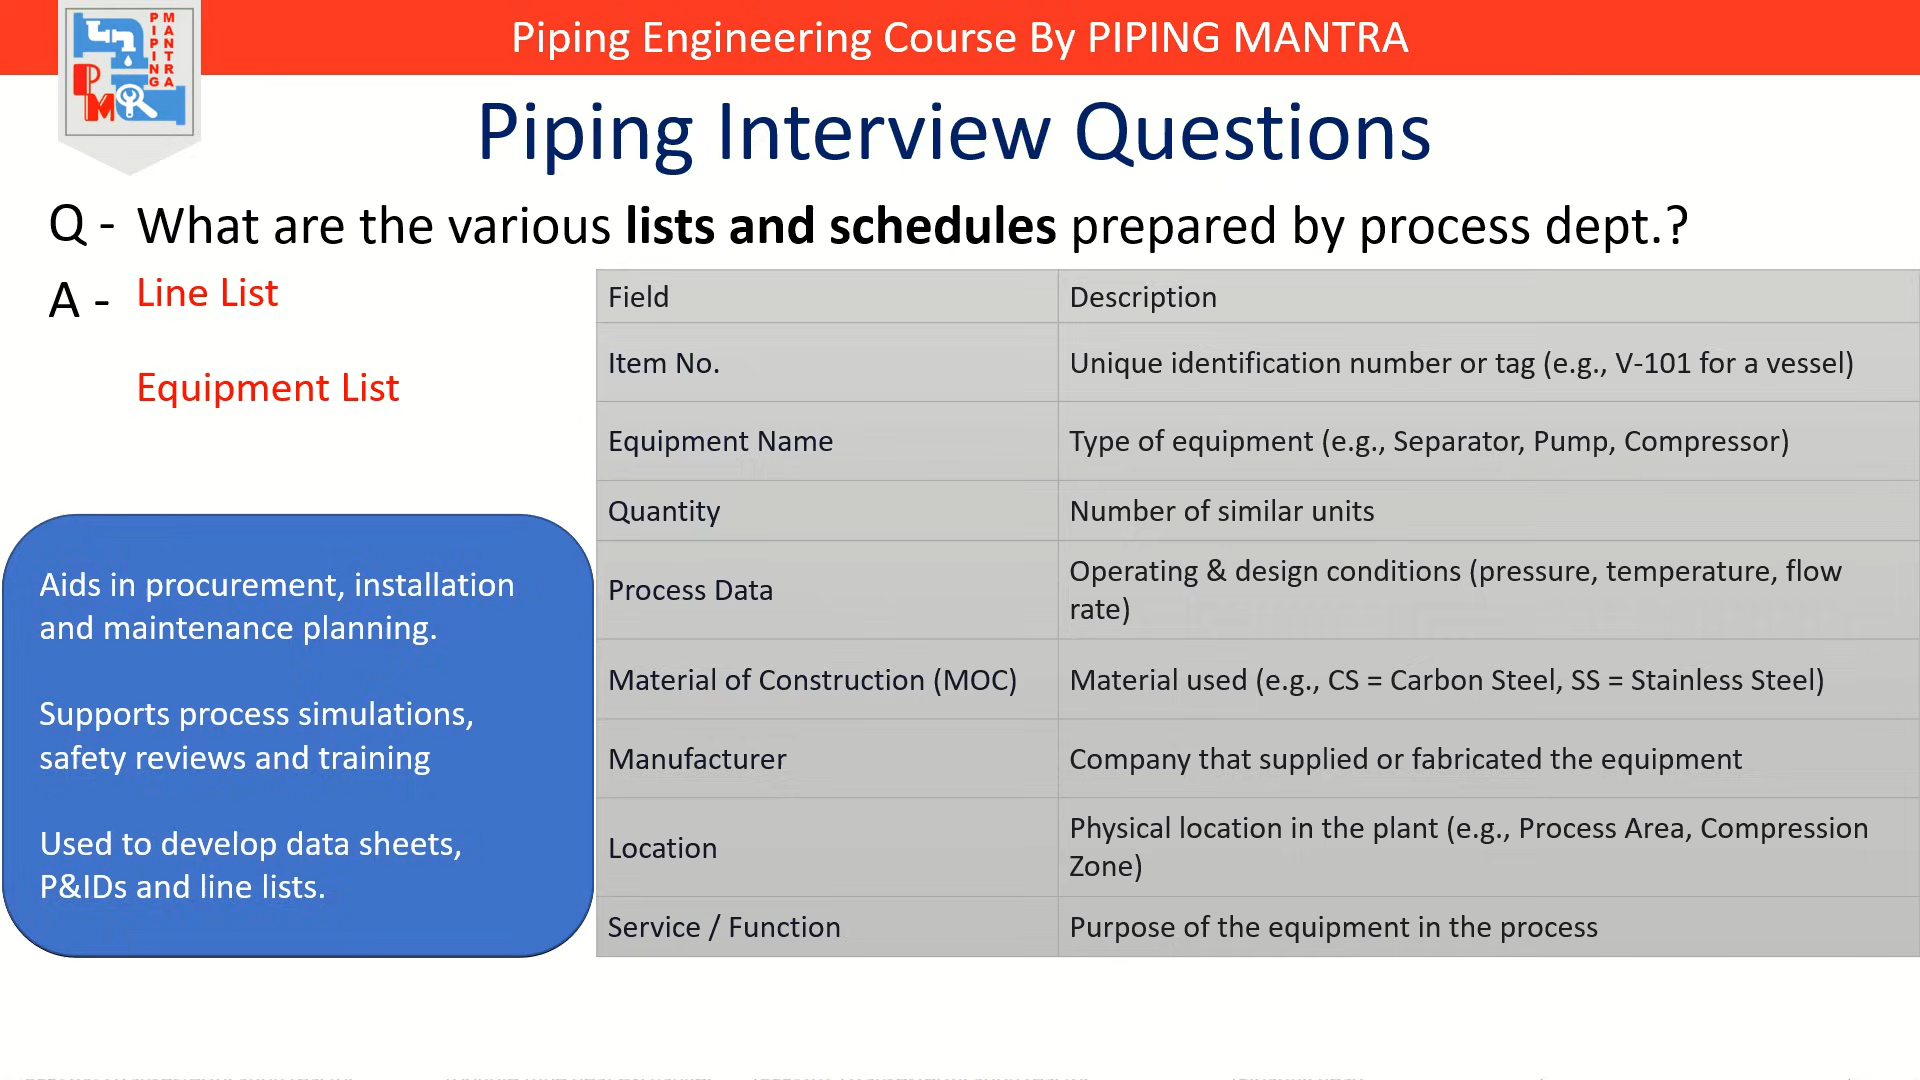 Piping Engineering Course By PIPING MANTRA
PIPING
MANTRA
PM
Piping Interview Questions
Q - What are the various lists and schedules prepared by process dept.?
A - Line List
Equipment List
Aids in procurement, installation
and maintenance planning.
Supports process simulations,
safety reviews and training
Used to develop data sheets,
P&IDs and line lists.
Field Description
Item No. Unique identification number or tag (e.g., V-101 for a vessel)
Equipment Name Type of equipment (e.g., Separator, Pump, Compressor)
Quantity Number of similar units
Process Data Operating & design conditions (pressure, temperature, flow
rate)
Material of Construction (MOC) Material used (e.g., CS = Carbon Steel, SS = Stainless Steel)
Manufacturer Company that supplied or fabricated the equipment
Location Physical location in the plant (e.g., Process Area, Compression
Zone)
Service / Function Purpose of the equipment in the process